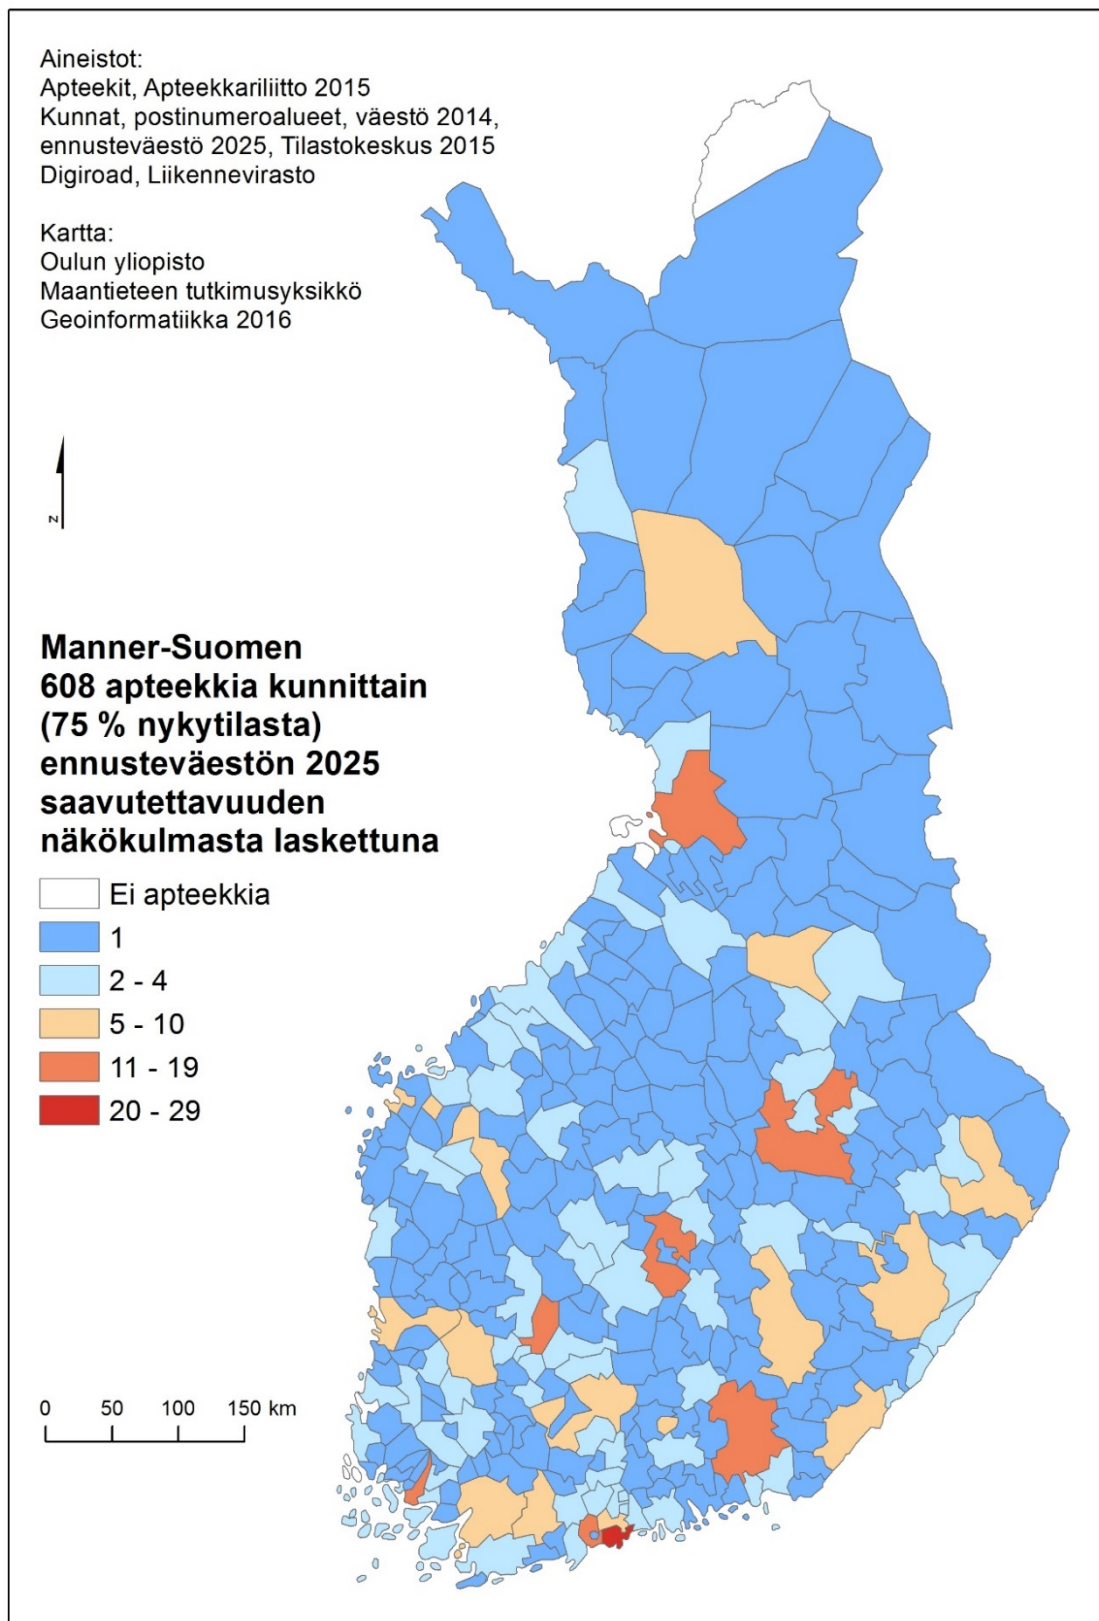 Aineistot:
Apteekit, Apteekkariliitto 2015
Kunnat, postinumeroalueet, väestö 2014,
ennusteväestö 2025, Tilastokeskus 2015
Digiroad, Liikennevirasto
Kartta:
Oulun yliopisto
Maantieteen tutkimusyksikkö
Geoinformatiikka 2016
N
Manner-Suomen
608 apteekkia kunnittain
(75 % nykytilasta)
ennusteväestön 2025
saavutettavuuden
näkökulmasta laskettuna
Ei apteekkia
1
2 - 4
5 - 10
11 - 19
20 - 29
0 50 100 150 km